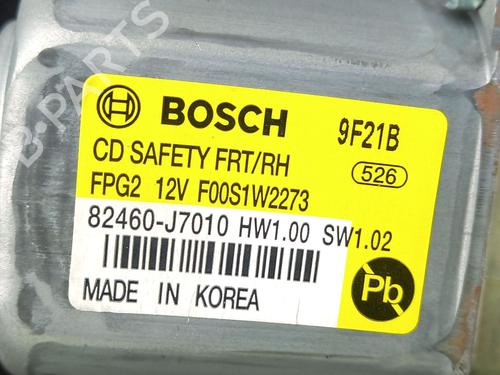 BOSCH 9F21B
CD SAFETY FRT/RH 526
FPG2 12V F00S1W2273
82460-J7010 HW1.00 SW1.02
MADE IN KOREA Pb
B-PARTS